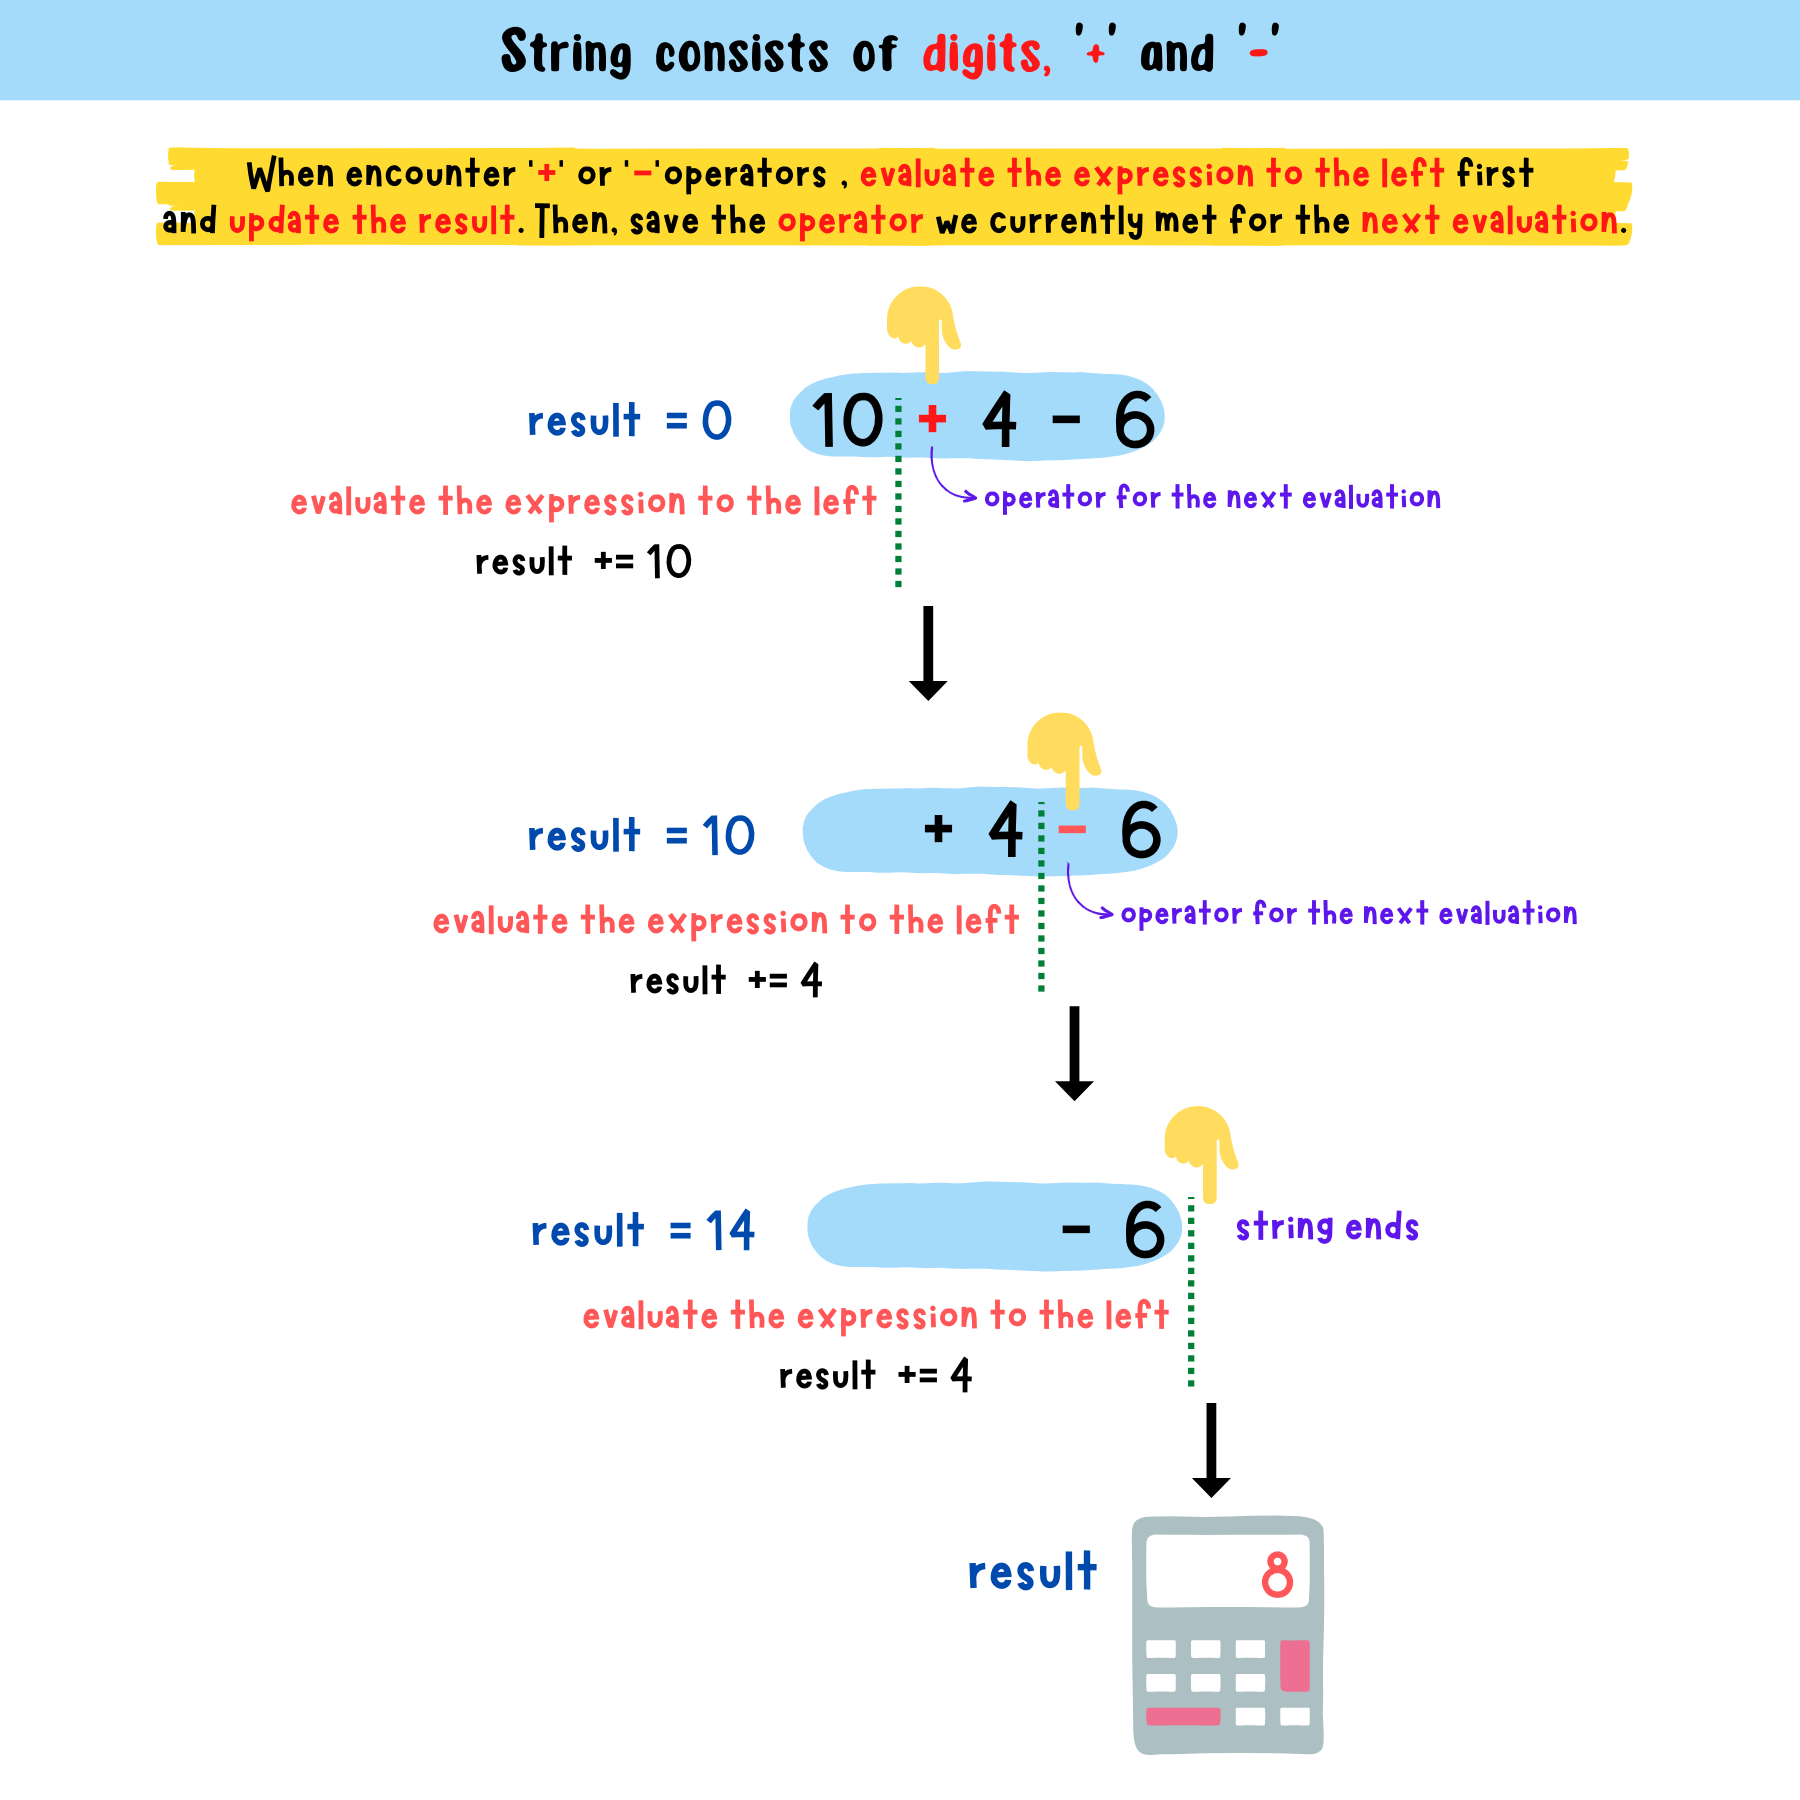 String consists of digits, '+' and '-'
When encounter '+' or '-'operators , evaluate the expression to the left first
and update the result. Then, save the operator we currently met for the next evaluation.
result = 0 10 + 4 - 6
evaluate the expression to the left operator for the next evaluation
result += 10
result = 10 + 4 - 6
evaluate the expression to the left operator for the next evaluation
result += 4
result = 14 - 6 string ends
evaluate the expression to the left
result += 4
result 8